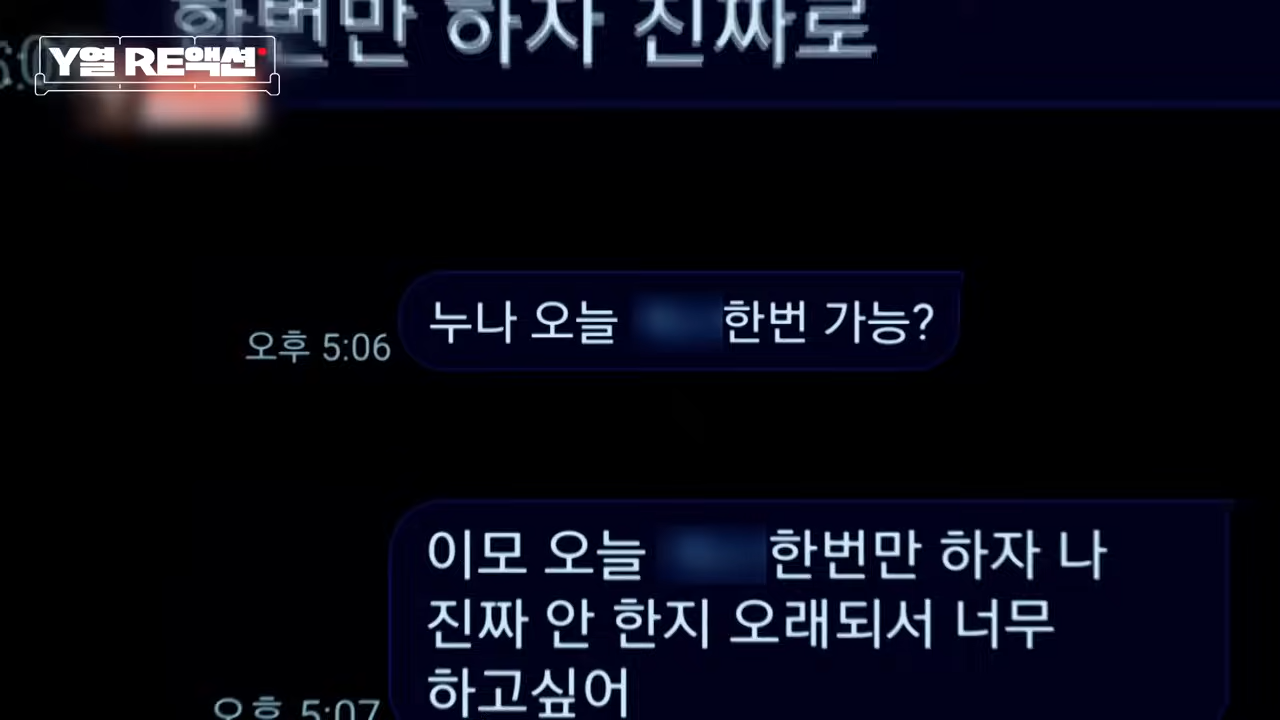 한번만 하자 진짜로
Y열 RE액션
누나 오늘 한번 가능?
오후 5:06
이모 오늘 한번만 하자 나
진짜 안 한지 오래되서 너무
하고싶어
오후 5:07